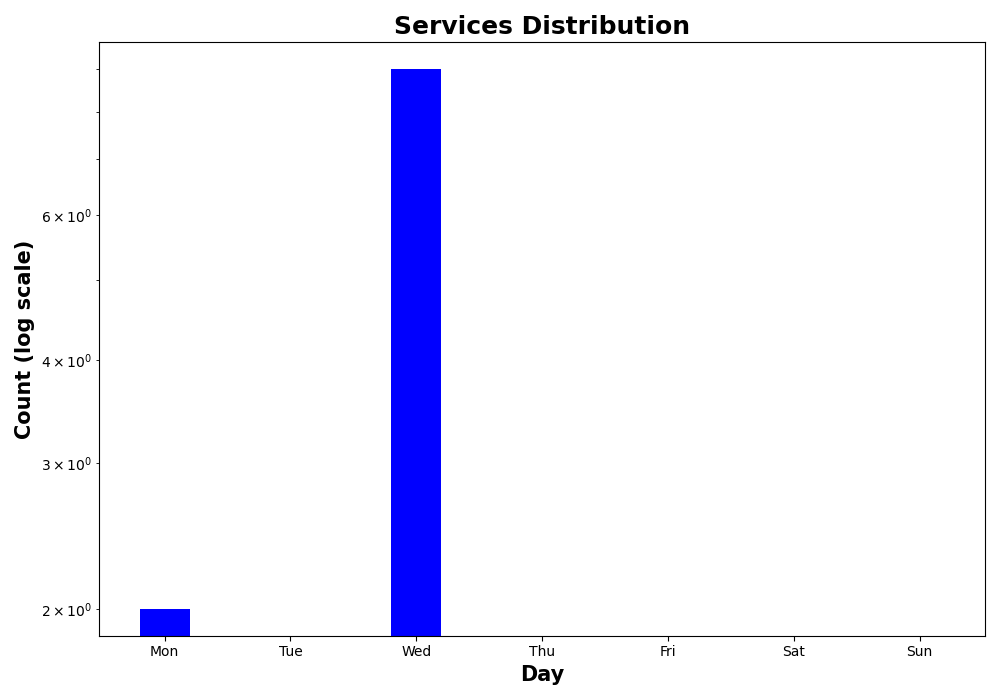 Services Distribution
Count (log scale)
6 × 10⁰
4 × 10⁰
3 × 10⁰
2 × 10⁰
Mon Tue Wed Thu Fri Sat Sun
Day